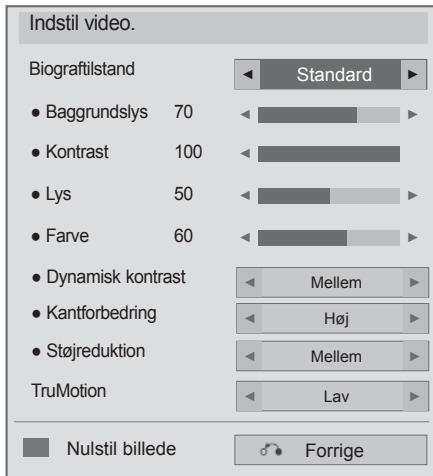 Indstil video.
Biograftilstand ◄ Standard ►
● Baggrundslys 70
● Kontrast 100
● Lys 50
● Farve 60
● Dynamisk kontrast ◄ Mellem ►
● Kantforbedring ◄ Høj ►
● Støjreduktion ◄ Mellem ►
TruMotion ◄ Lav ►
Nulstil billede Forrige